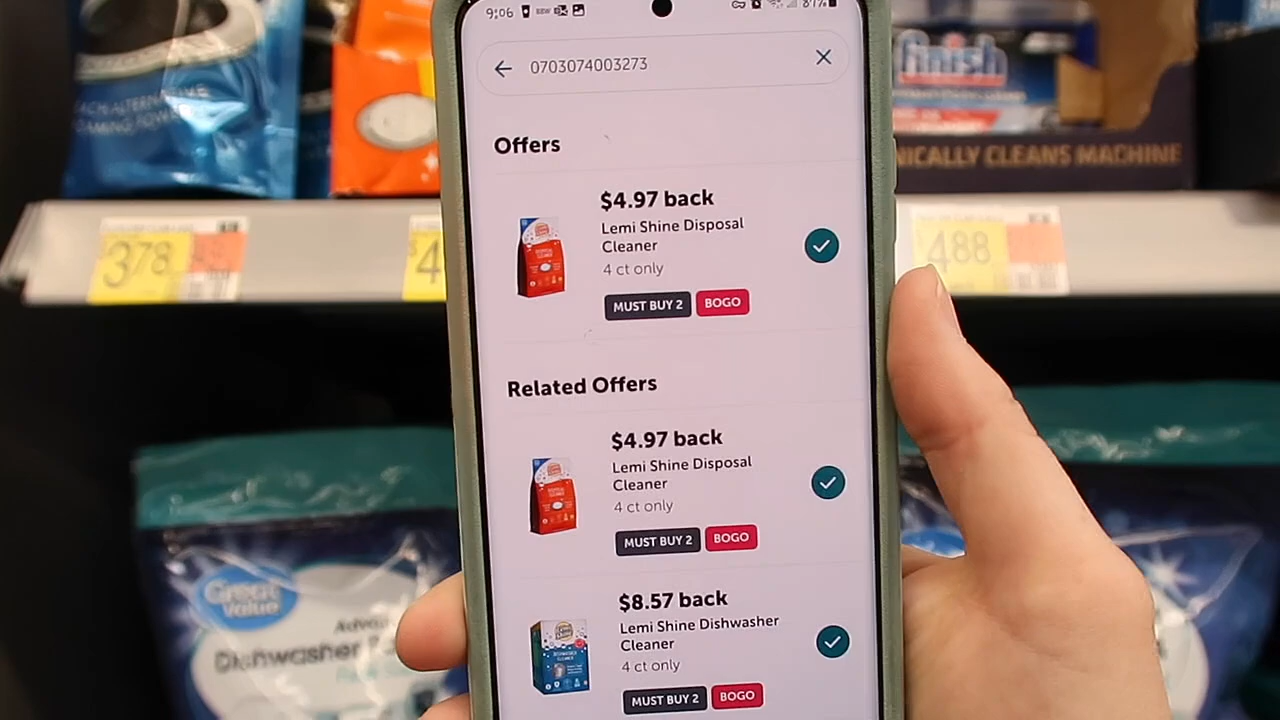 9:06
87%
0703074003273
Offers
$4.97 back
Lemi Shine Disposal
Cleaner
4 ct only
MUST BUY 2
BOGO
Related Offers
$4.97 back
Lemi Shine Disposal
Cleaner
4 ct only
MUST BUY 2
BOGO
$8.57 back
Lemi Shine Dishwasher
Cleaner
4 ct only
MUST BUY 2
BOGO
finish
NICALLY CLEANS MACHINE
378
$4
488
Great
Value
Dishwasher